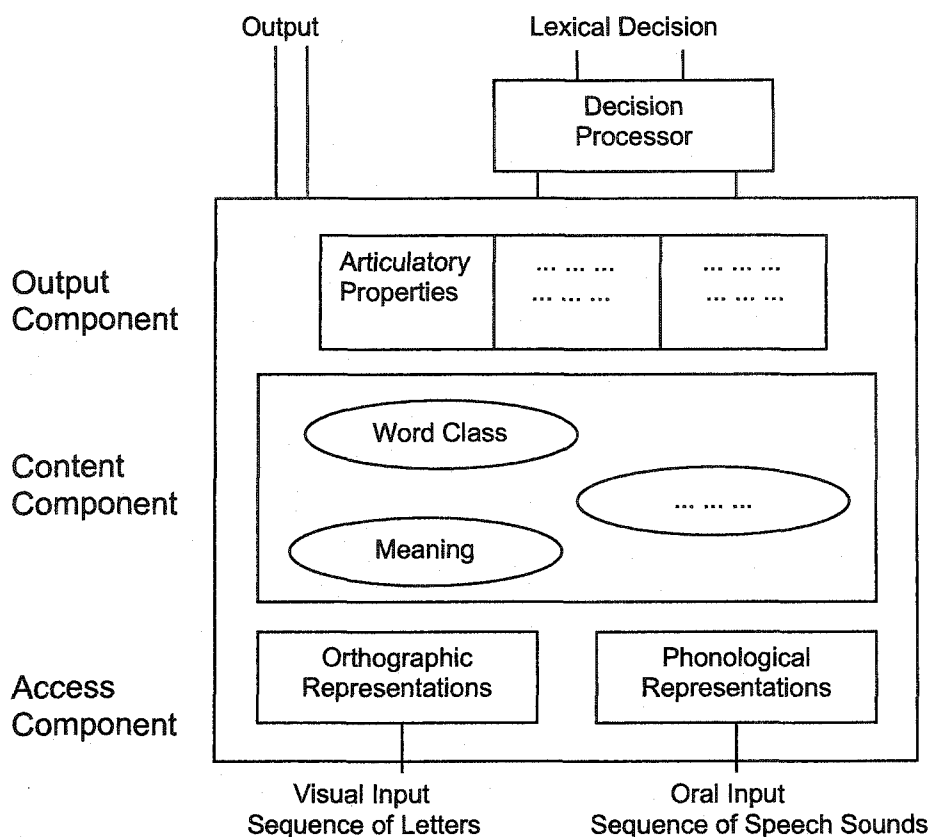 Output
Lexical Decision
Decision
Processor
Output
Component
Articulatory
Properties
... ... ...
... ... ...
... ... ...
... ... ...
Content
Component
Word Class
... ... ...
Meaning
Access
Component
Orthographic
Representations
Phonological
Representations
Visual Input
Sequence of Letters
Oral Input
Sequence of Speech Sounds